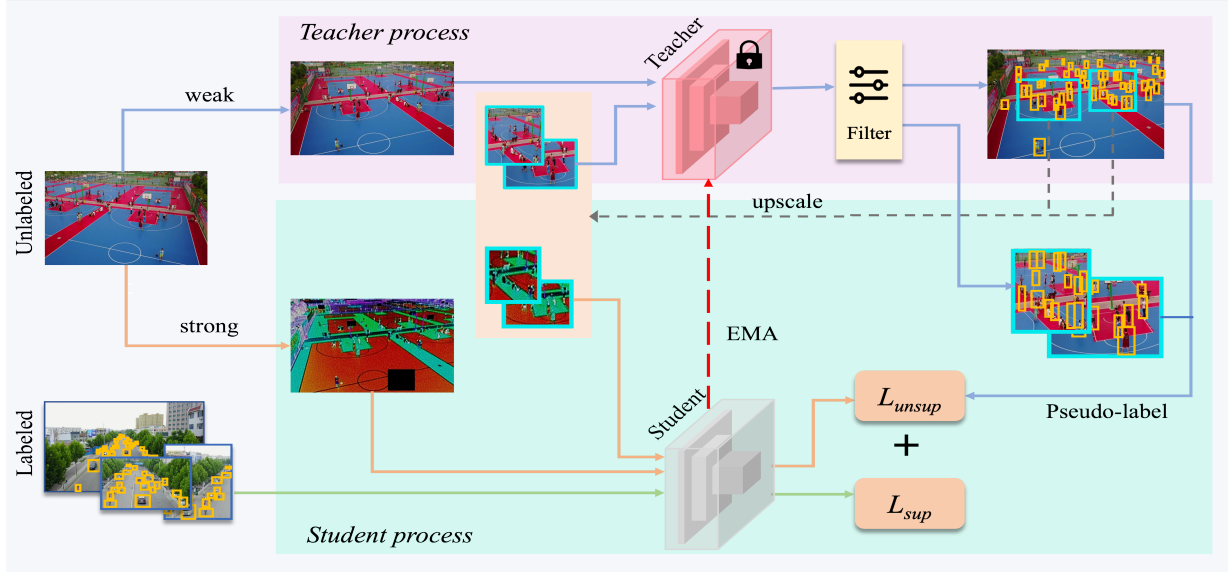 Teacher process
Teacher
weak
Filter
Unlabeled
upscale
strong
EMA
Student
L_unsup
Pseudo-label
+
Labeled
L_sup
Student process